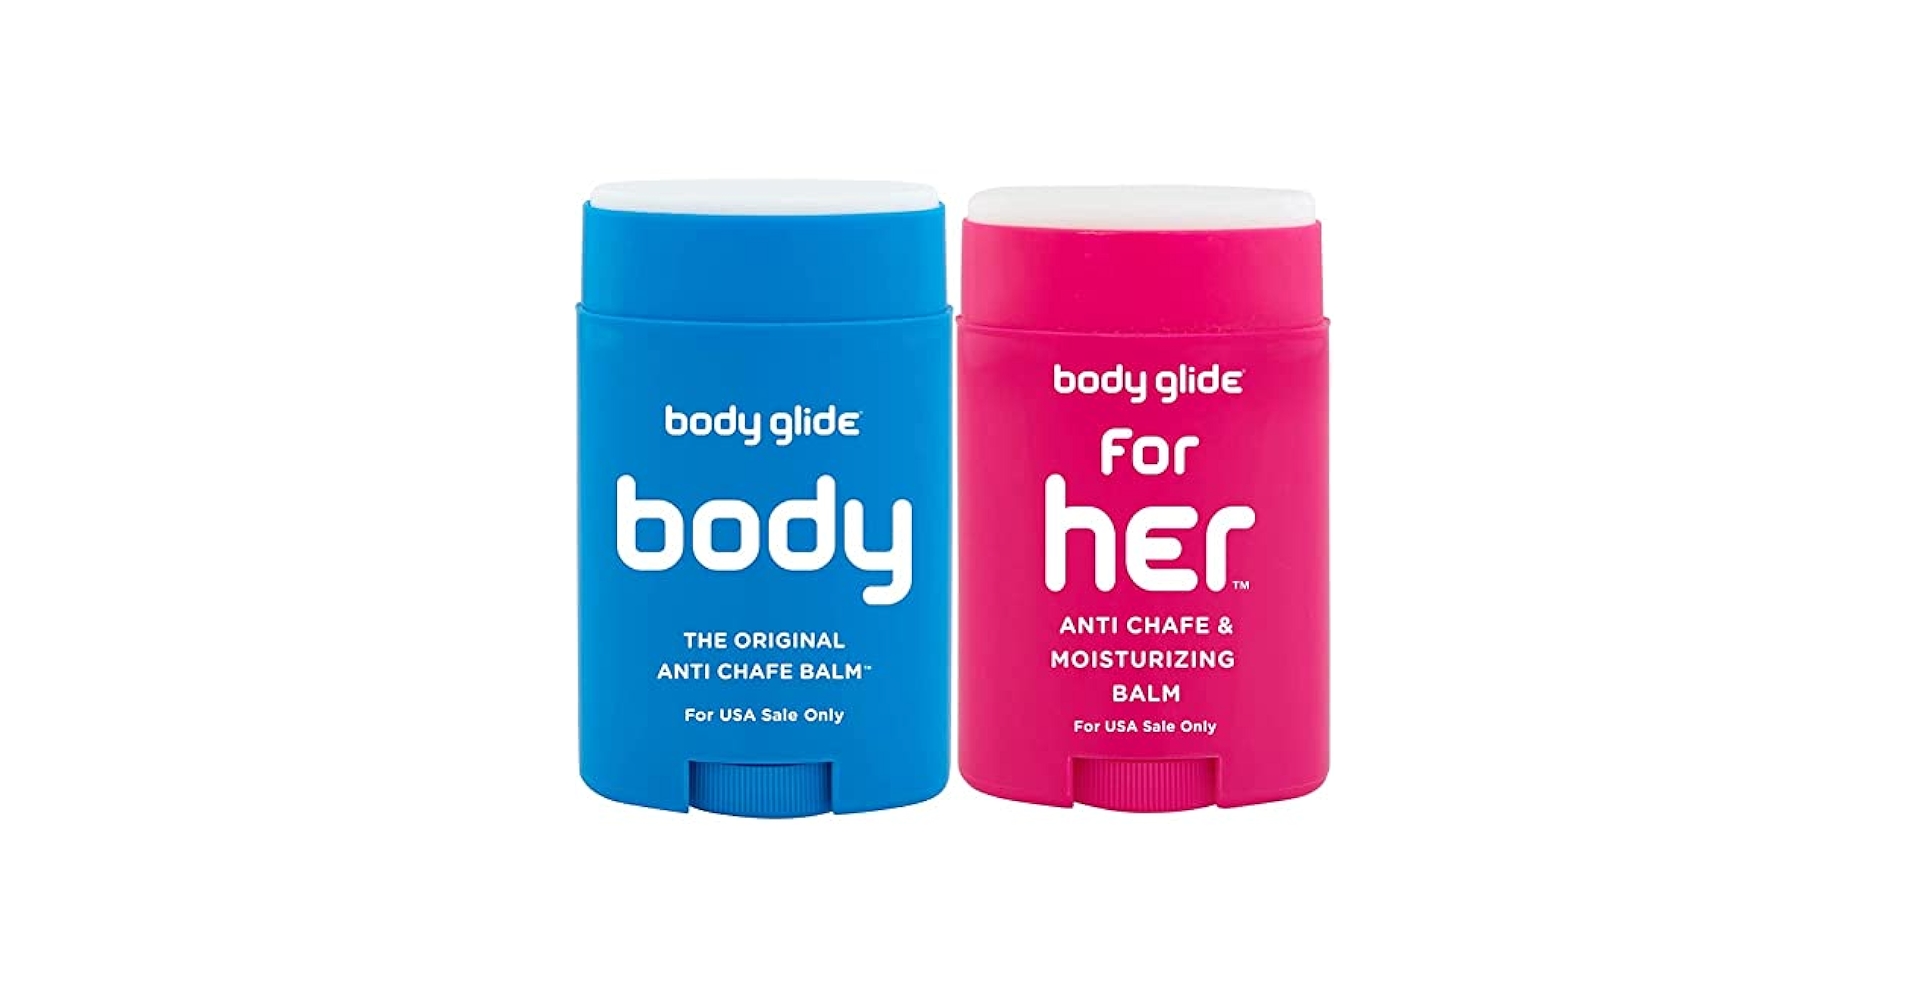 body glide
body
THE ORIGINAL
ANTI CHAFE BALM™
For USA Sale Only
body glide
for
her™
ANTI CHAFE &
MOISTURIZING
BALM
For USA Sale Only